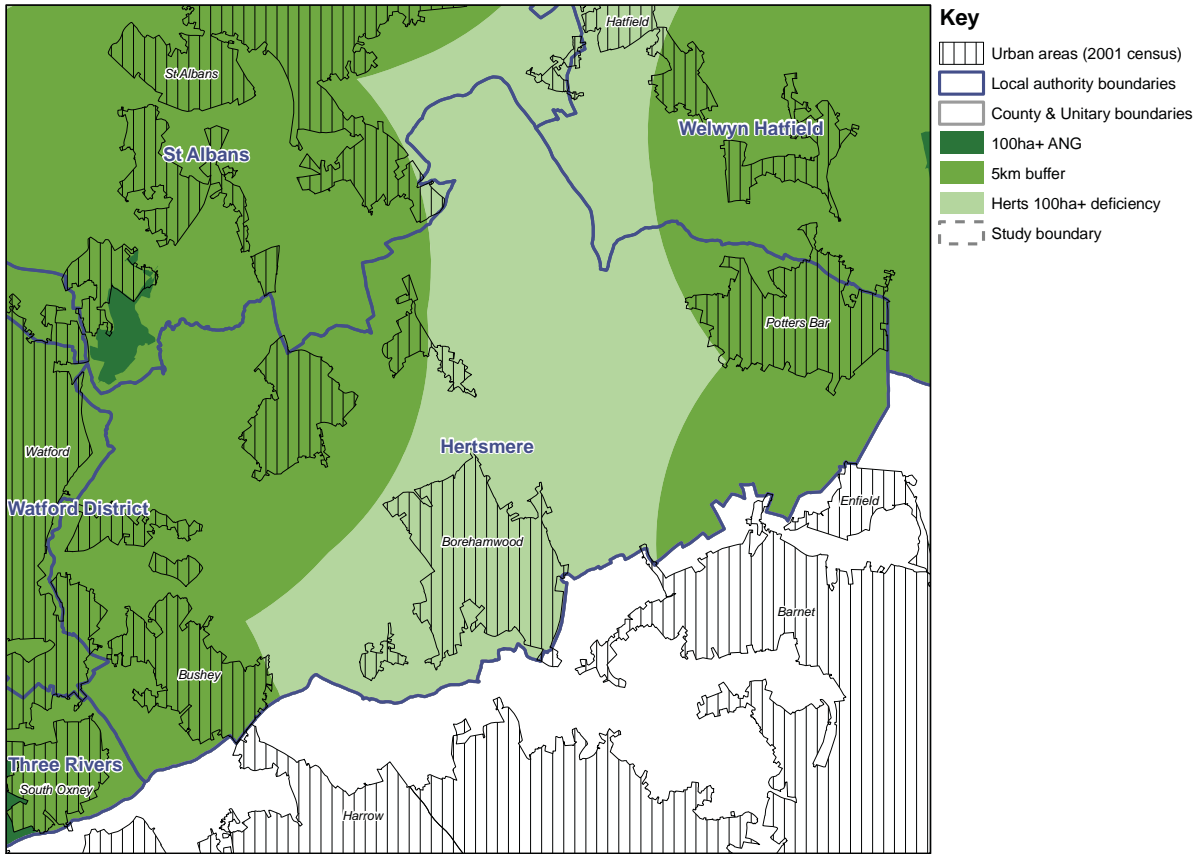 Key
Urban areas (2001 census)
Local authority boundaries
County & Unitary boundaries
100ha+ ANG
5km buffer
Herts 100ha+ deficiency
Study boundary
Hatfield
St Albans
Welwyn Hatfield
St Albans
Potters Bar
Hertsmere
Watford
Watford District
Enfield
Borehamwood
Barnet
Bushey
Three Rivers
South Oxney
Harrow